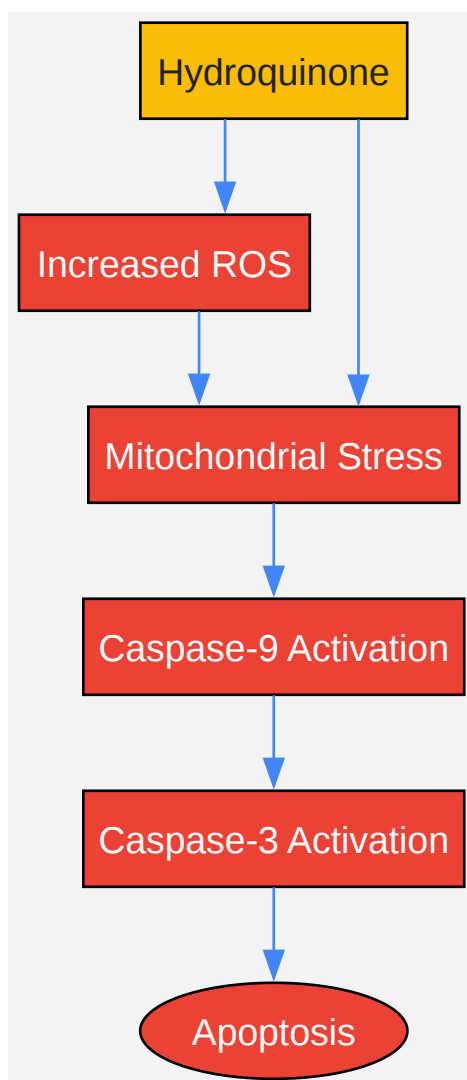 Hydroquinone
Increased ROS
Mitochondrial Stress
Caspase-9 Activation
Caspase-3 Activation
Apoptosis